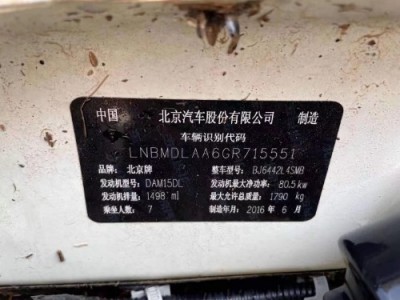 中国 北京汽车股份有限公司 制造
车辆识别代码
LNBMDLAA6GR715551
品牌: 北京牌 整车型号: BJ6442L4SMB
发动机型号: DAM15DL 发动机最大净功率: 80.5 kw
发动机排量: 1498 ml 最大允许总质量: 1790 kg
乘坐人数: 7 制造年月: 2016 年 6 月